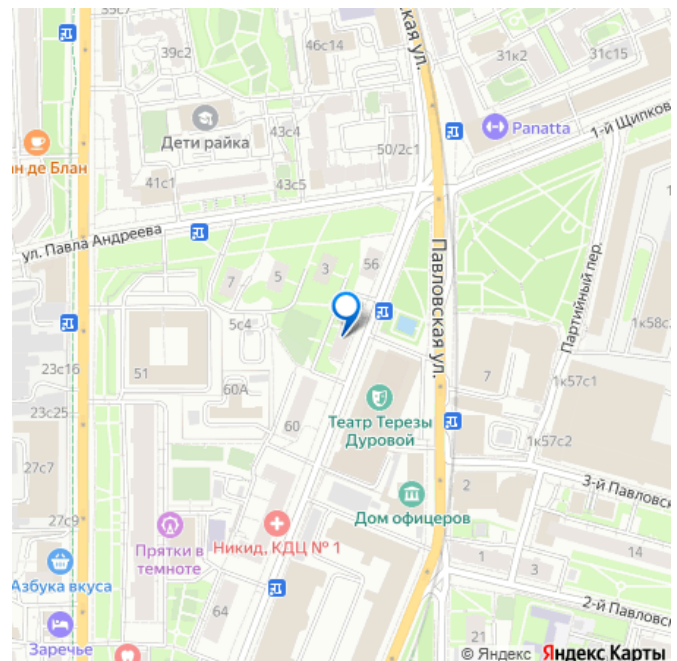 35с7
39с2
46с14
ская ул.
31к2
31с15
Panatta
1-й Щипков
Дети райка
43с4
50/2с1
н де Блан
41с1
43с5
ул. Павла Андреева
7
5
3
56
Павловская ул.
Партийный пер.
5с4
1к58с
23с16
51
60А
7
1к57с1
23с25
60
Театр Терезы
Дуровой
1к57с2
27с7
2
3-й Павловск
27с9
Дом офицеров
Прятки в
темноте
Никид, КДЦ № 1
1
14
3
Азбука вкуса
64
2-й Павловск
Заречье
21
© Яндекс Яндекс Карты